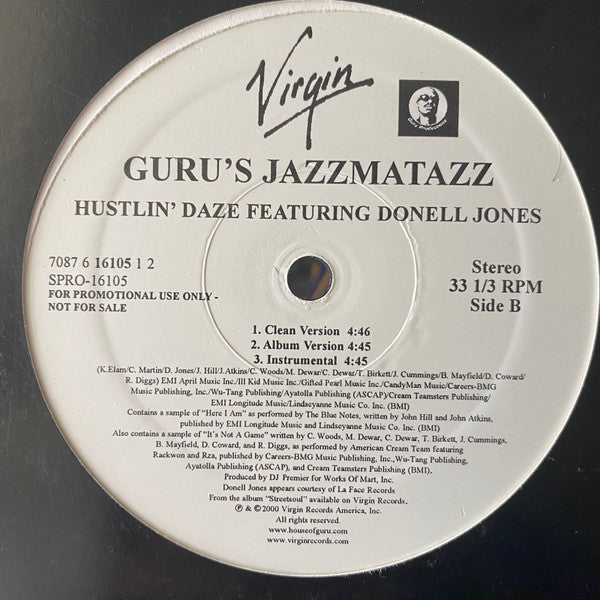 Virgin
GURU'S JAZZMATAZZ
HUSTLIN' DAZE FEATURING DONELL JONES
7087 6 16105 1 2
SPRO-16105
FOR PROMOTIONAL USE ONLY -
NOT FOR SALE
Stereo
33 1/3 RPM
Side B
1. Clean Version 4:46
2. Album Version 4:45
3. Instrumental 4:45
(K.Elam/C. Martin/D. Jones/J. Hill/J.Atkins/C. Woods/M. Dewar/C. Dewar/T. Birkett/J. Cummings/B. Mayfield/D. Coward/
R. Diggs) EMI April Music Inc./Ill Kid Music Inc./Gifted Pearl Music Inc./CandyMan Music/Careers-BMG
Music Publishing, Inc./Wu-Tang Publishing/Ayatolla Publishing (ASCAP)/Cream Teamsters Publishing/
EMI Longitude Music/Lindseyanne Music Co. Inc. (BMI)
Contains a sample of "Here I Am" as performed by The Blue Notes, written by John Hill and John Atkins,
published by EMI Longitude Music and Lindseyanne Music Co. Inc. (BMI)
Also contains a sample of "It's Not A Game" written by C. Woods, M. Dewar, C. Dewar, T. Birkett, J. Cummings,
B. Mayfield, D. Coward, and R. Diggs, as performed by American Cream Team featuring
Raekwon and Rza, published by Careers-BMG Music Publishing, Inc., Wu-Tang Publishing,
Ayatolla Publishing (ASCAP), and Cream Teamsters Publishing (BMI).
Produced by DJ Premier for Works Of Mart, Inc.
Donell Jones appears courtesy of La Face Records
From the album "Streetsoul" available on Virgin Records.
℗ & ©2000 Virgin Records America, Inc.
All rights reserved.
www.houseofguru.com
www.virginrecords.com